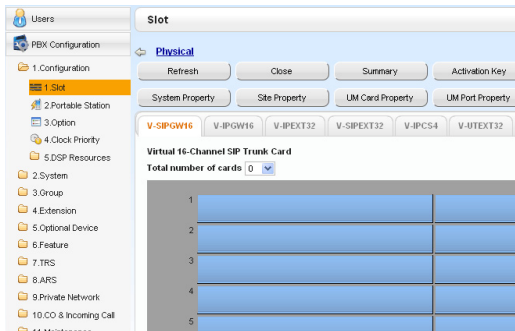 Users
PBX Configuration
1.Configuration
1.Slot
2.Portable Station
3.Option
4.Clock Priority
5.DSP Resources
2.System
3.Group
4.Extension
5.Optional Device
6.Feature
7.TRS
8.ARS
9.Private Network
10.CO & Incoming Call
11.Maintenance
Slot
Physical
Refresh Close Summary Activation Key
System Property Site Property UM Card Property UM Port Property
V-SIPGW16 V-IPGW16 V-IPEXT32 V-SIPEXT32 V-IPCS4 V-UTEXT32
Virtual 16-Channel SIP Trunk Card
Total number of cards 0
1
2
3
4
5